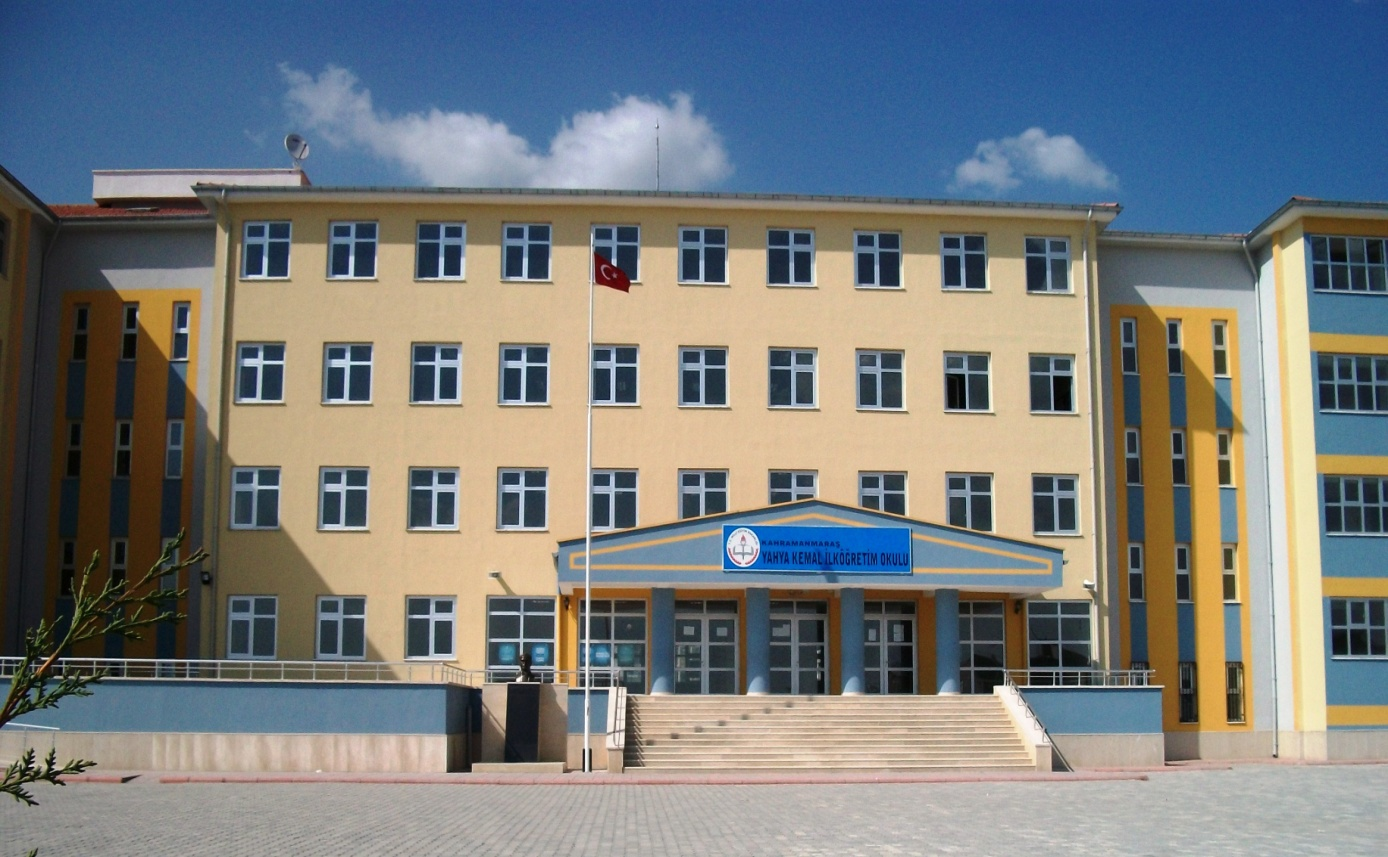 KAHRAMANMARAŞ
YAHYA KEMAL İLKÖĞRETİM OKULU